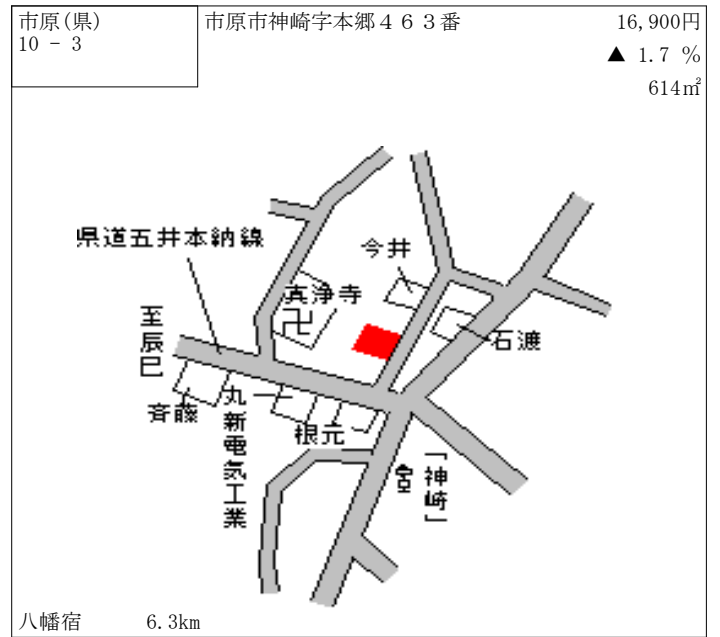 市原(県)
10 - 3
市原市神崎字本郷４６３番
16,900円
▲ 1.7 %
614㎡
県道五井本納線
今井
真浄寺
卍
至辰巳
石渡
斉藤
丸新電気工業
根元
「神崎」
八幡宿 6.3km